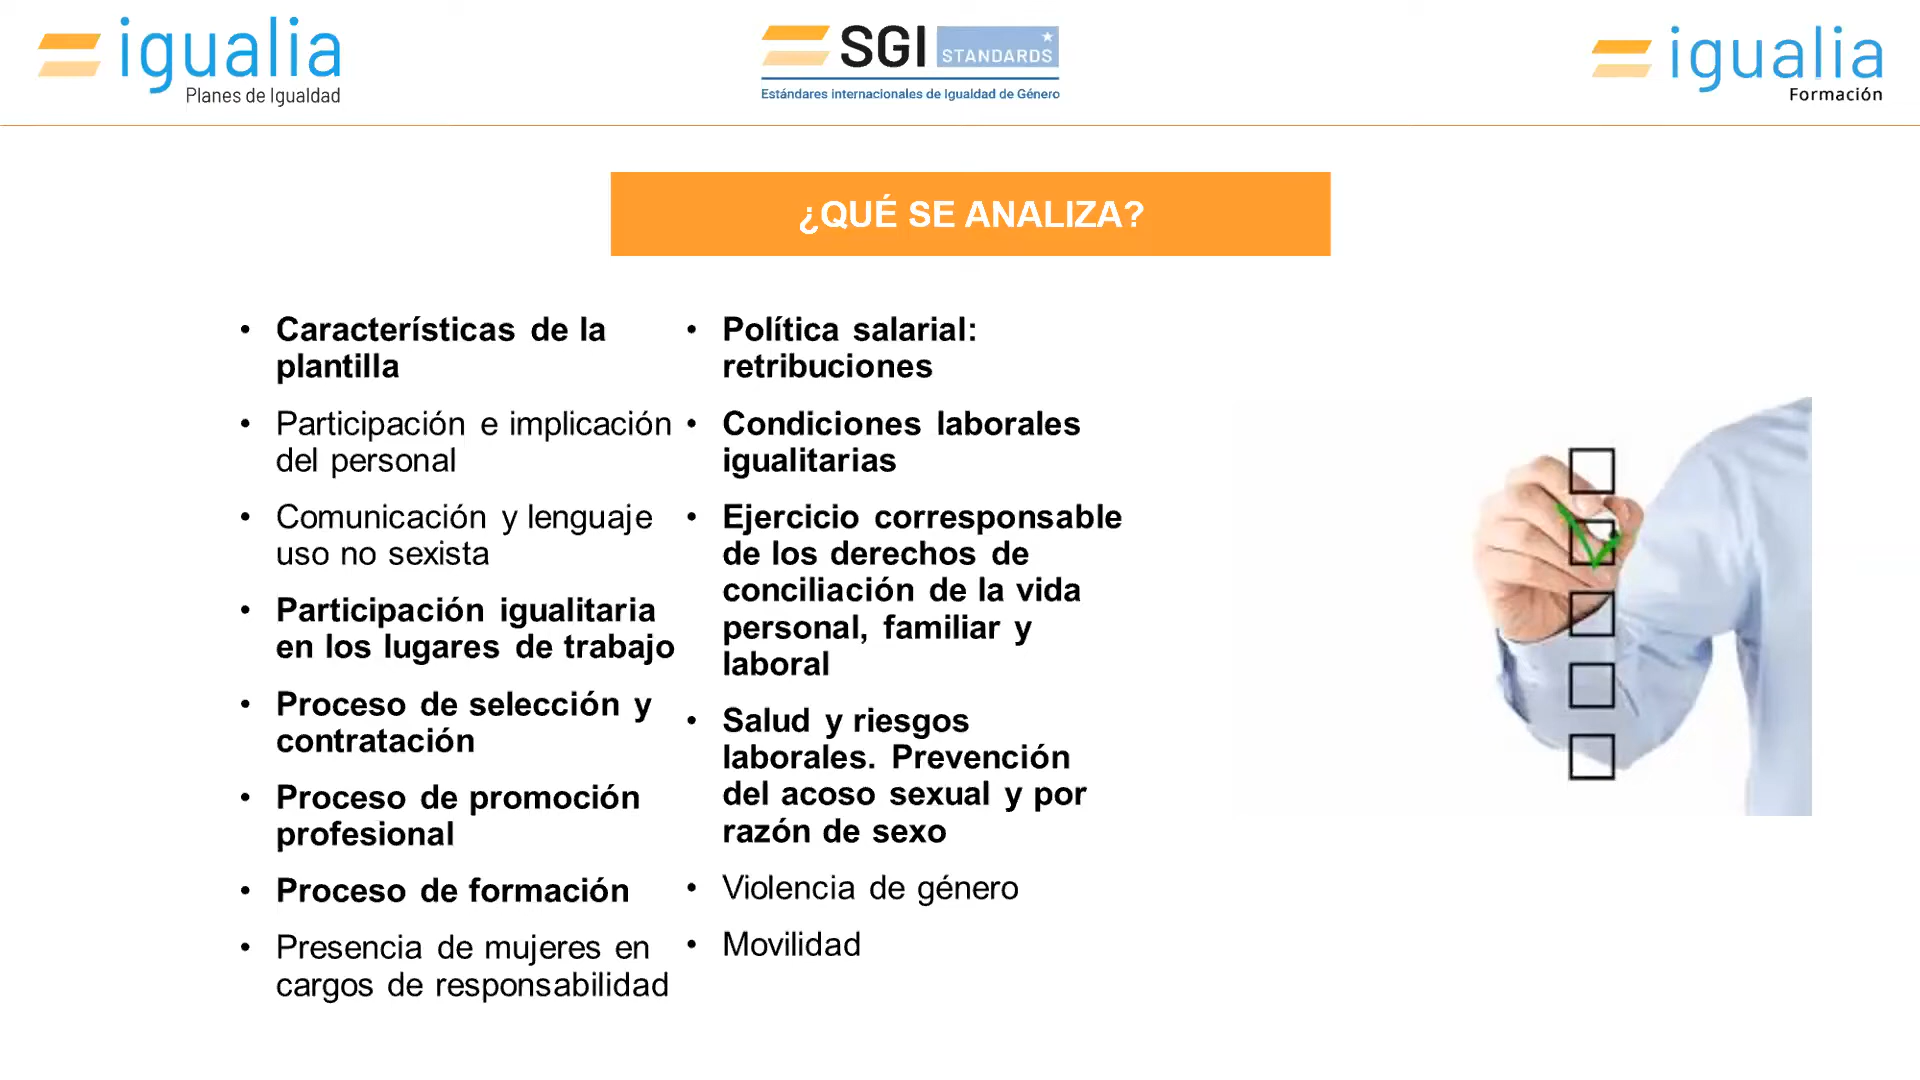 igualia
Planes de Igualdad
SGI STANDARDS
Estándares internacionales de Igualdad de Género
igualia
Formación
¿QUÉ SE ANALIZA?
• Características de la
plantilla
• Participación e implicación
del personal
• Comunicación y lenguaje
uso no sexista
• Participación igualitaria
en los lugares de trabajo
• Proceso de selección y
contratación
• Proceso de promoción
profesional
• Proceso de formación
• Presencia de mujeres en
cargos de responsabilidad
• Política salarial:
retribuciones
• Condiciones laborales
igualitarias
• Ejercicio corresponsable
de los derechos de
conciliación de la vida
personal, familiar y
laboral
• Salud y riesgos
laborales. Prevención
del acoso sexual y por
razón de sexo
• Violencia de género
• Movilidad